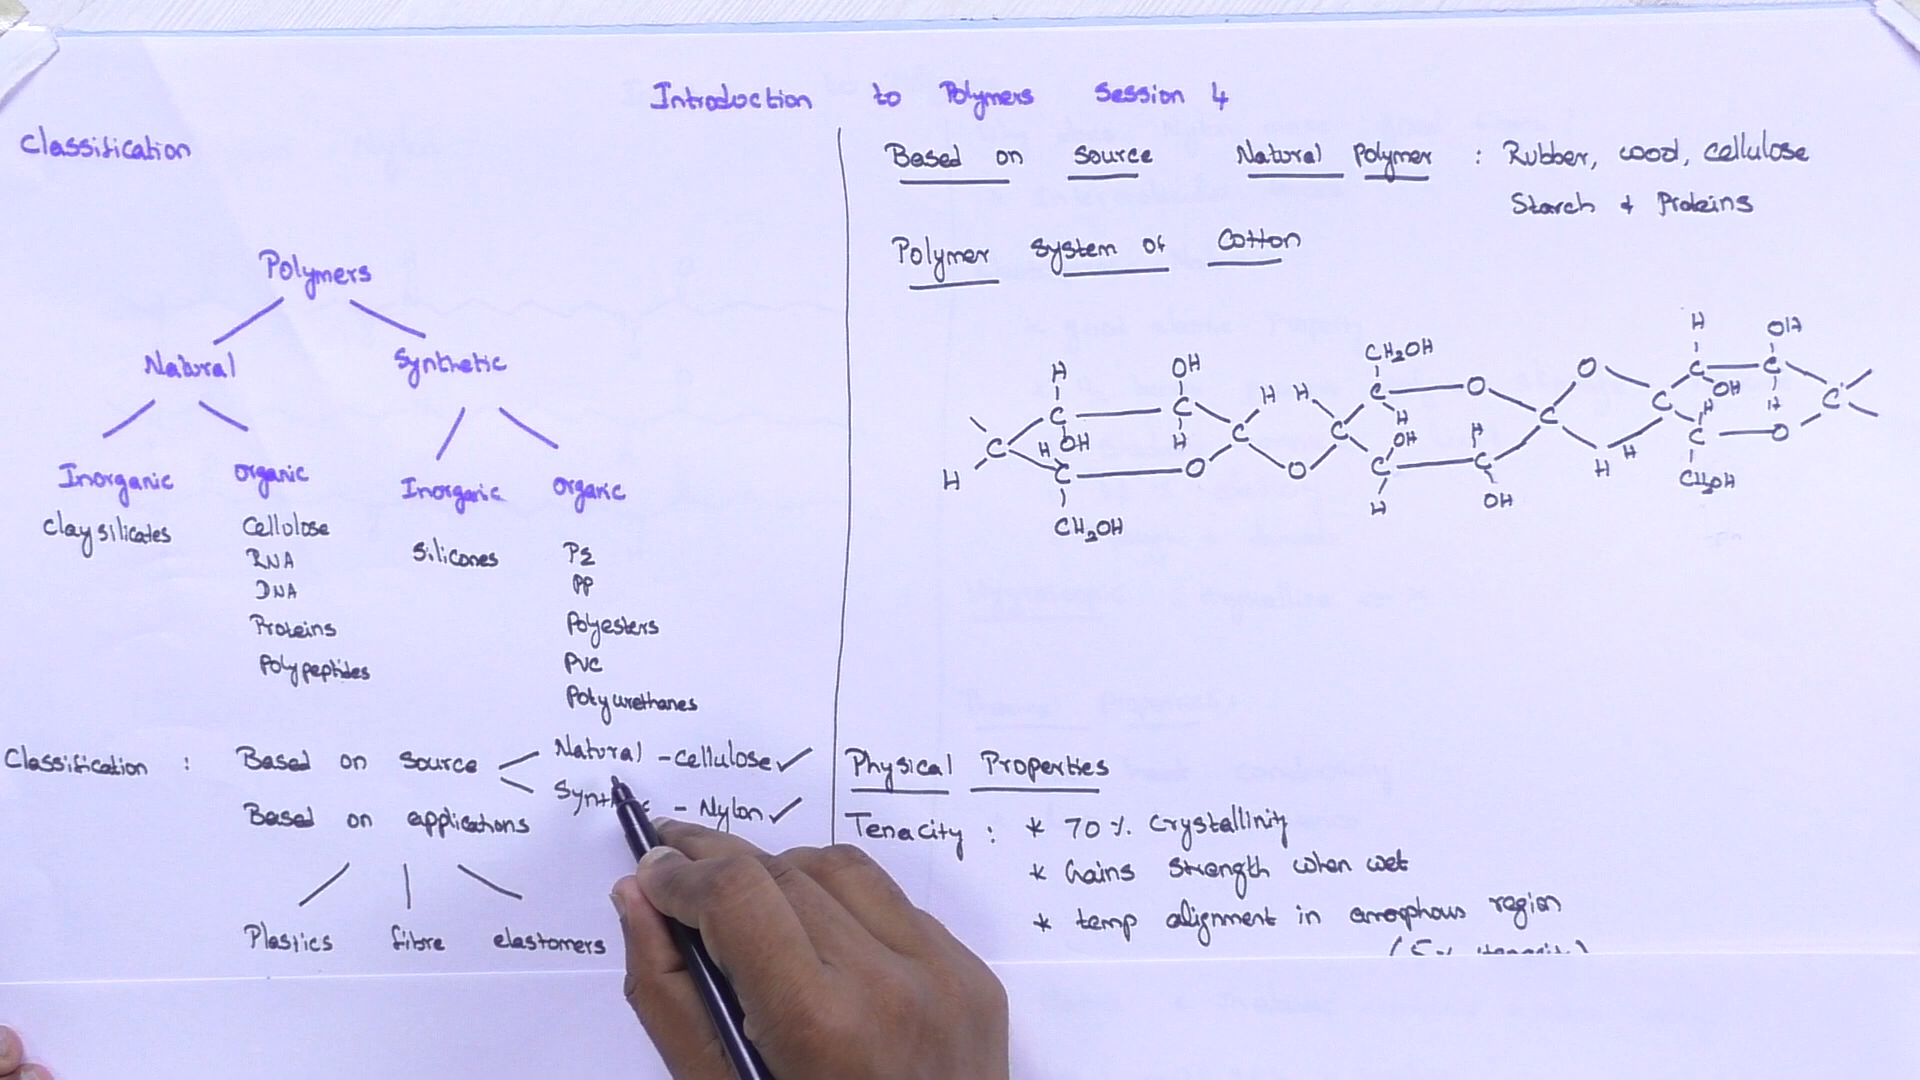 Introduction to Polymers Session 4
Classification
Polymers
Natural Synthetic
Inorganic Organic Inorganic Organic
Clay silicates
Cellulose
RNA
DNA
Proteins
Polypeptides
Silicones
PE
PP
Polyesters
PVC
Polyurethanes
Classification : Based on source
Natural - Cellulose ✓
- Nylon ✓
Based on applications
Plastics fibre elastomers
Based on source Natural Polymer : Rubber, wood, cellulose
Starch & Proteins
Polymer system of Cotton
H OH CH2OH H OH
H H O O C C
C C C OH
C OH H C H C H H C
H H C OH H C C C
C O O C C H H C O
H H CH2OH
CH2OH H OH
Physical Properties
Tenacity : * 70 % Crystallinity
* Gains strength when wet
* temp alignment in amorphous region